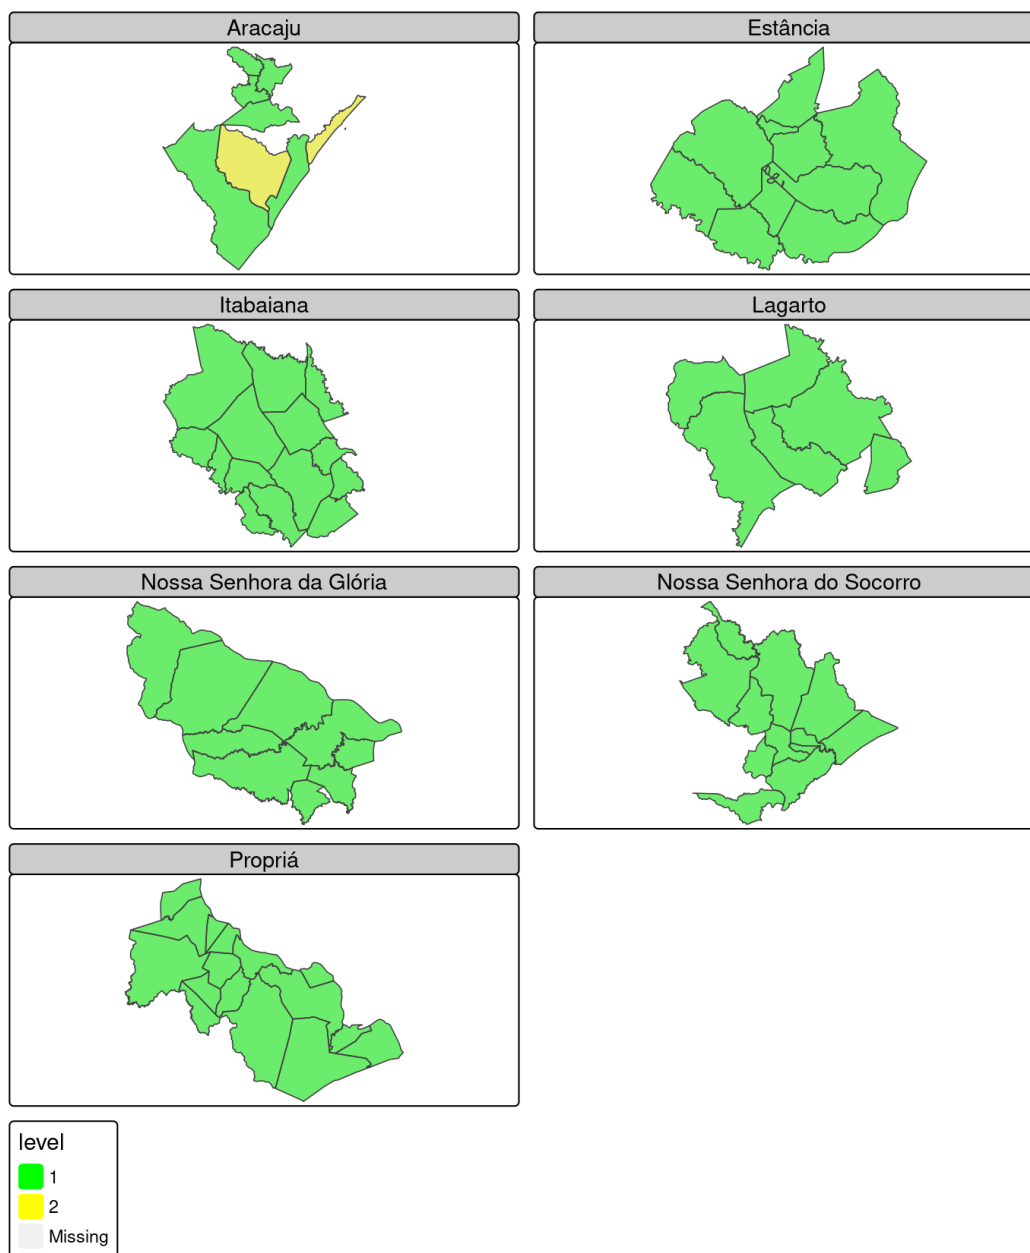 Aracaju
Estância
Itabaiana
Lagarto
Nossa Senhora da Glória
Nossa Senhora do Socorro
Propriá
level
1
2
Missing